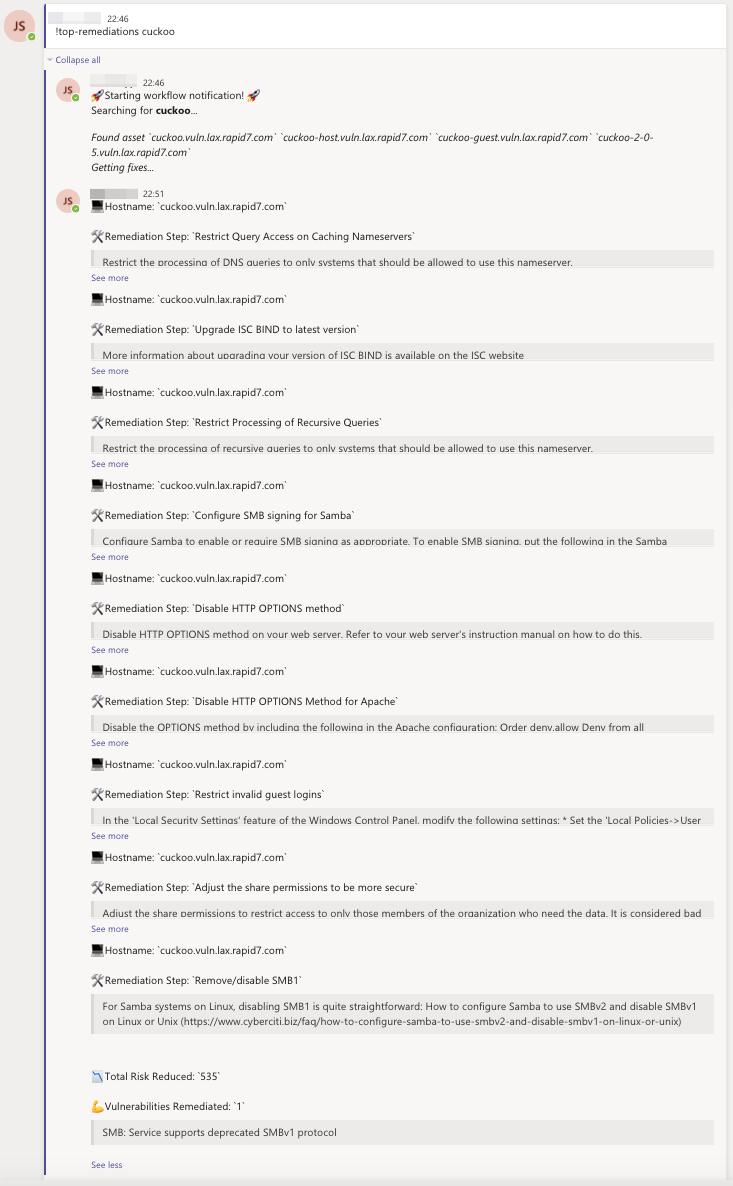 22:46
!top-remediations cuckoo
Collapse all
JS
JS
22:46
🚀Starting workflow notification! 🚀
Searching for cuckoo...
Found asset `cuckoo.vuln.lax.rapid7.com` `cuckoo-host.vuln.lax.rapid7.com` `cuckoo-guest.vuln.lax.rapid7.com` `cuckoo-2-0-
5.vuln.lax.rapid7.com`
Getting fixes...
JS
22:51
Hostname: `cuckoo.vuln.lax.rapid7.com`
Remediation Step: `Restrict Query Access on Caching Nameservers`
Restrict the processing of DNS queries to only systems that should be allowed to use this nameserver.
See more
Hostname: `cuckoo.vuln.lax.rapid7.com`
Remediation Step: `Upgrade ISC BIND to latest version`
More information about upgrading your version of ISC BIND is available on the ISC website
See more
Hostname: `cuckoo.vuln.lax.rapid7.com`
Remediation Step: `Restrict Processing of Recursive Queries`
Restrict the processing of recursive queries to only systems that should be allowed to use this nameserver.
See more
Hostname: `cuckoo.vuln.lax.rapid7.com`
Remediation Step: `Configure SMB signing for Samba`
Configure Samba to enable or require SMB signing as appropriate. To enable SMB signing, put the following in the Samba
See more
Hostname: `cuckoo.vuln.lax.rapid7.com`
Remediation Step: `Disable HTTP OPTIONS method`
Disable HTTP OPTIONS method on your web server. Refer to your web server's instruction manual on how to do this.
See more
Hostname: `cuckoo.vuln.lax.rapid7.com`
Remediation Step: `Disable HTTP OPTIONS Method for Apache`
Disable the OPTIONS method by including the following in the Apache configuration: Order deny,allow Deny from all
See more
Hostname: `cuckoo.vuln.lax.rapid7.com`
Remediation Step: `Restrict invalid guest logins`
In the 'Local Security Settings' feature of the Windows Control Panel, modify the following settings: * Set the 'Local Policies->User
See more
Hostname: `cuckoo.vuln.lax.rapid7.com`
Remediation Step: `Adjust the share permissions to be more secure`
Adjust the share permissions to restrict access to only those members of the organization who need the data. It is considered bad
See more
Hostname: `cuckoo.vuln.lax.rapid7.com`
Remediation Step: `Remove/disable SMB1`
For Samba systems on Linux, disabling SMB1 is quite straightforward: How to configure Samba to use SMBv2 and disable SMBv1
on Linux or Unix (https://www.cyberciti.biz/faq/how-to-configure-samba-to-use-smbv2-and-disable-smbv1-on-linux-or-unix)
Total Risk Reduced: `535`
Vulnerabilities Remediated: `1`
SMB: Service supports deprecated SMBv1 protocol
See less